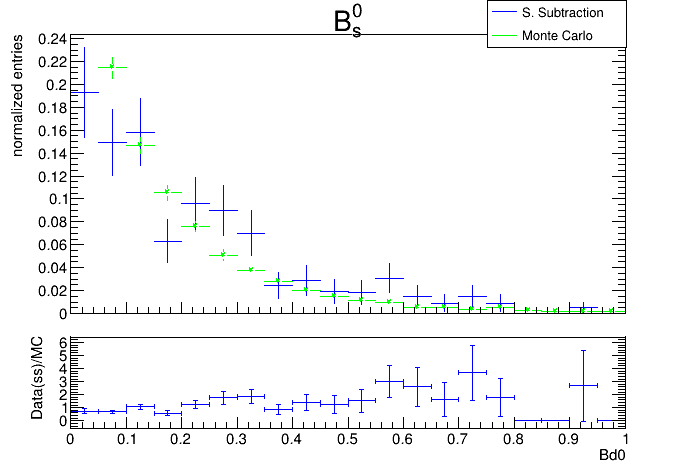 B⁰ₛ
S. Subtraction
Monte Carlo
normalized entries
0.24
0.22
0.2
0.18
0.16
0.14
0.12
0.1
0.08
0.06
0.04
0.02
0
Data(ss)/MC
6
5
4
3
2
1
0
0 0.1 0.2 0.3 0.4 0.5 0.6 0.7 0.8 0.9 1
Bd0